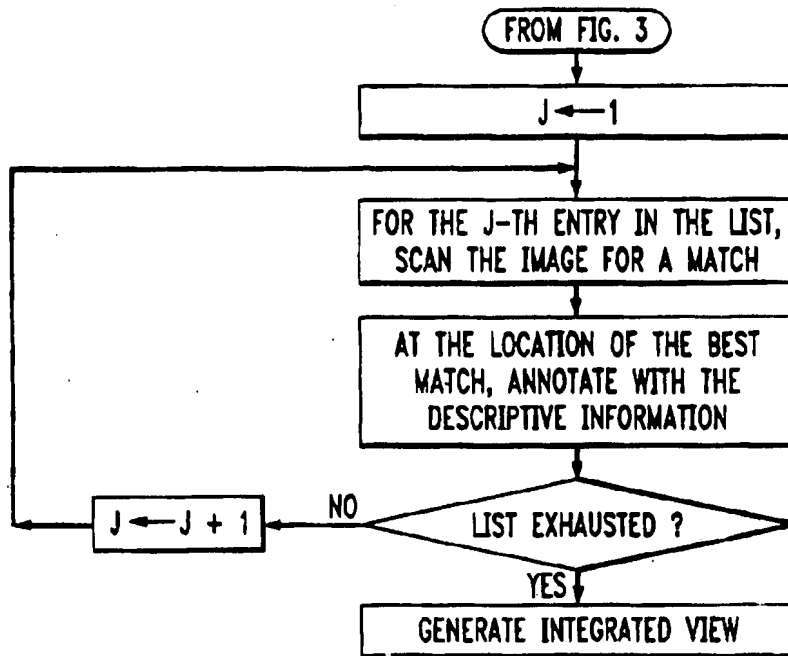 FROM FIG. 3
J ← 1
FOR THE J-TH ENTRY IN THE LIST,
SCAN THE IMAGE FOR A MATCH
AT THE LOCATION OF THE BEST
MATCH, ANNOTATE WITH THE
DESCRIPTIVE INFORMATION
LIST EXHAUSTED ?
NO
J ← J + 1
YES
GENERATE INTEGRATED VIEW